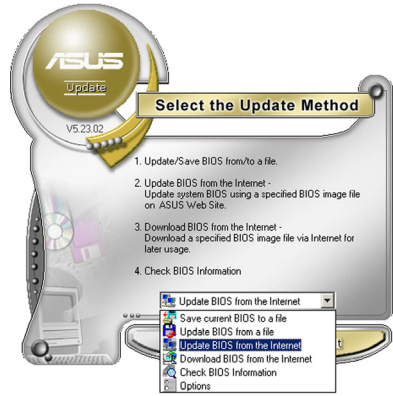 ASUS
Update
V5.23.02
Select the Update Method
1. Update/Save BIOS from/to a file.
2. Update BIOS from the Internet -
Update system BIOS using a specified BIOS image file
on ASUS Web Site.
3. Download BIOS from the Internet -
Download a specified BIOS image file via Internet for
later usage.
4. Check BIOS Information
Update BIOS from the Internet
Save current BIOS to a file
Update BIOS from a file
Update BIOS from the Internet
Download BIOS from the Internet
Check BIOS Information
Options